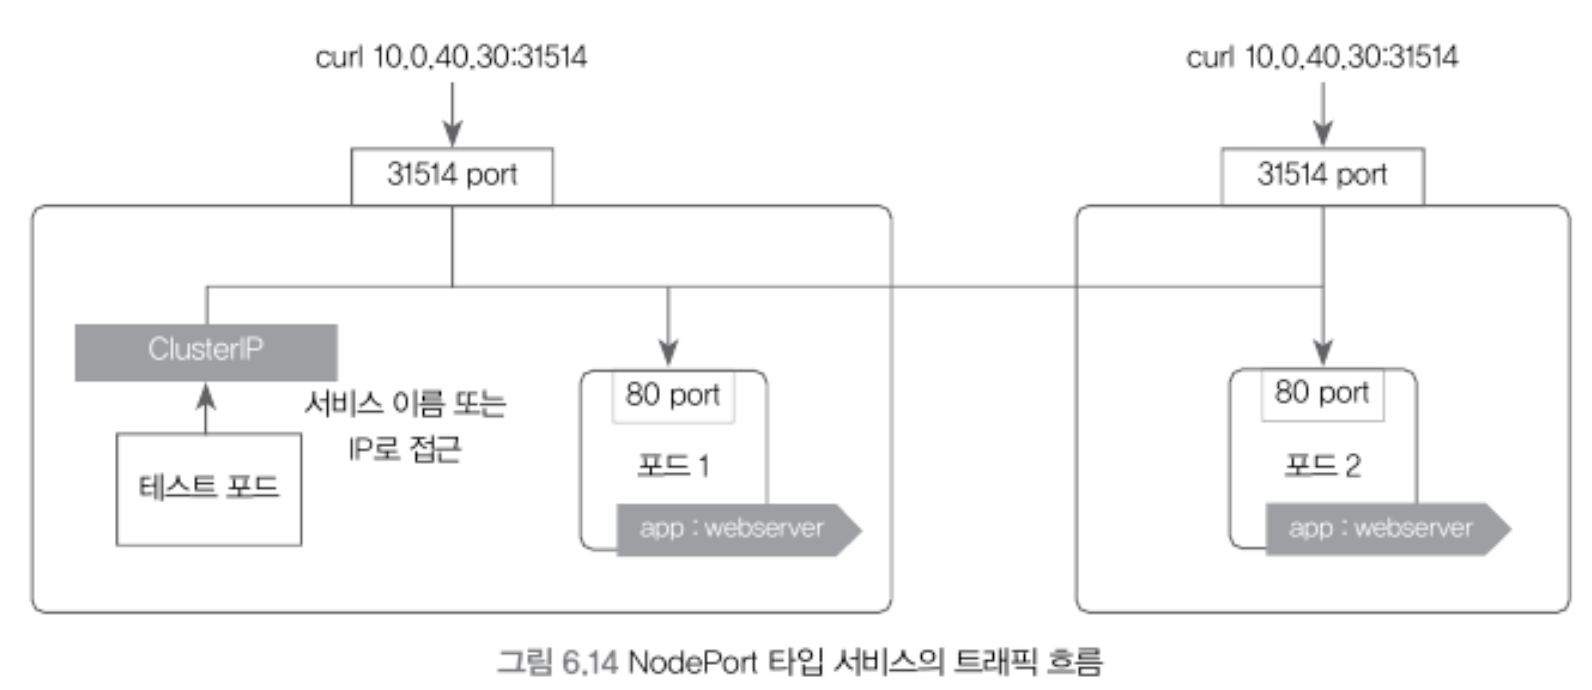 curl 10.0.40.30:31514
curl 10.0.40.30:31514
31514 port
31514 port
ClusterIP
서비스 이름 또는
IP로 접근
테스트 포드
80 port
포드 1
app : webserver
80 port
포드 2
app : webserver
그림 6.14 NodePort 타입 서비스의 트래픽 흐름